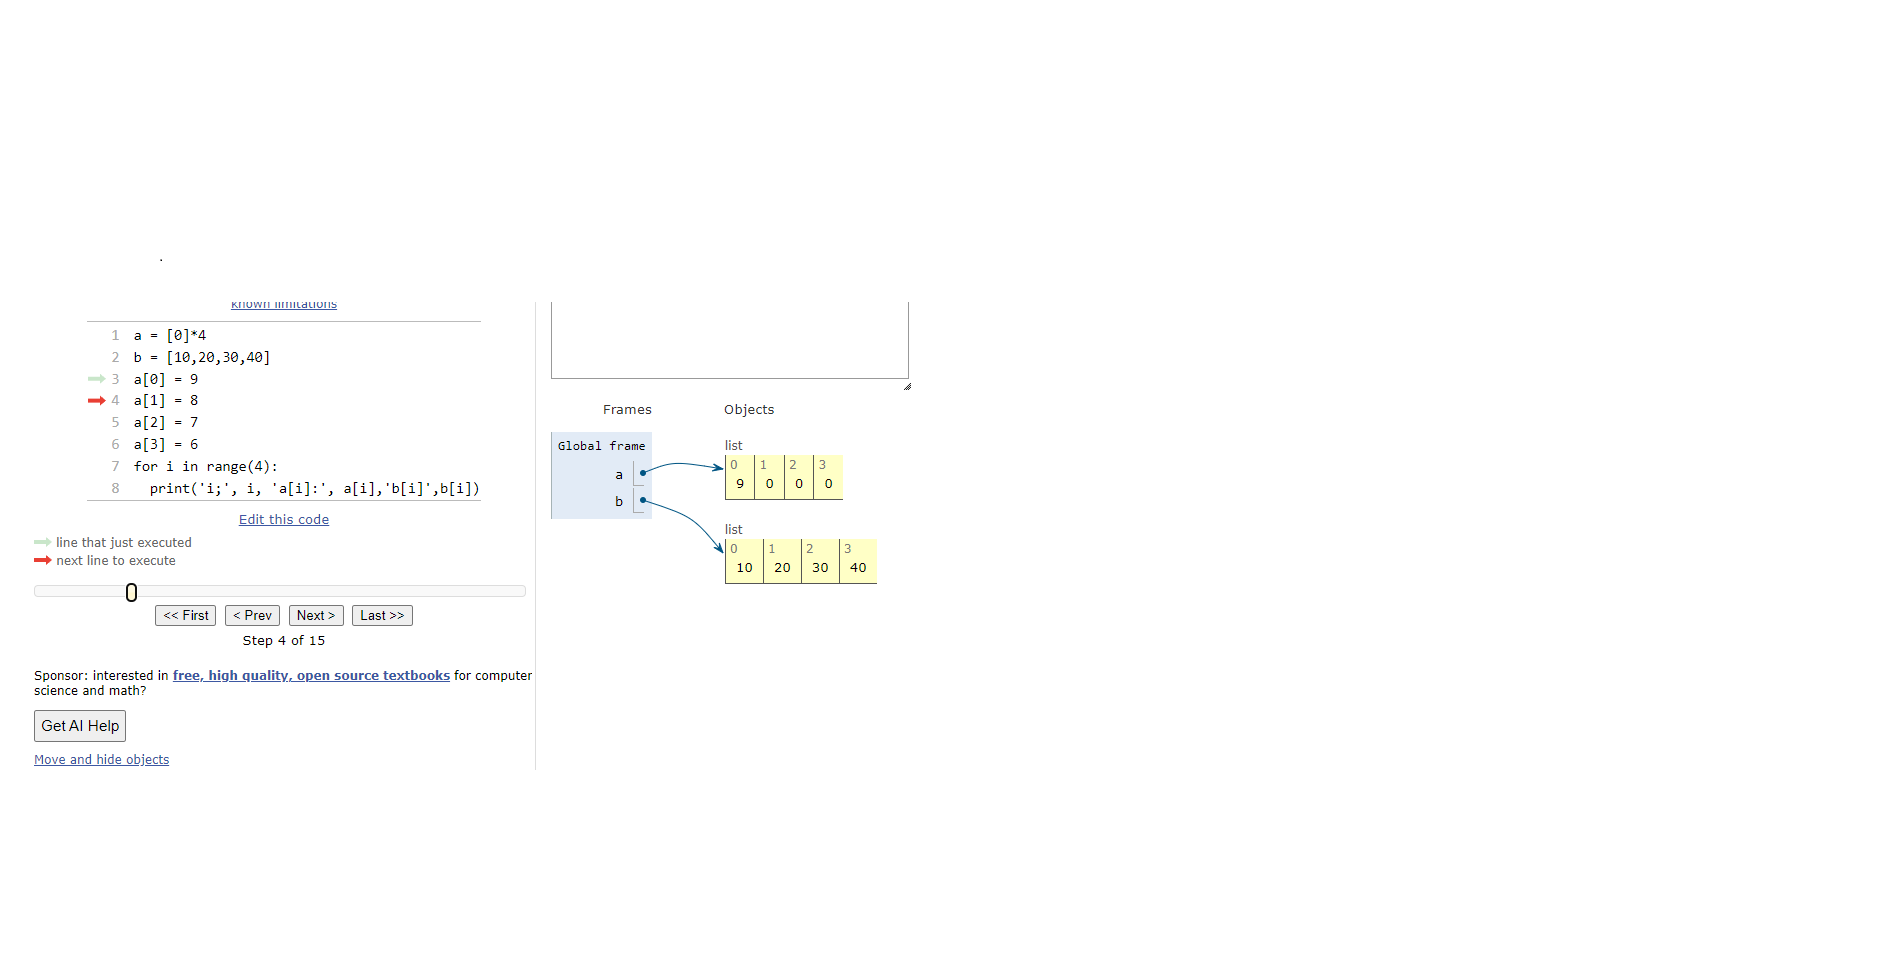 .
known limitations
1 a = [0]*4
2 b = [10,20,30,40]
3 a[0] = 9
4 a[1] = 8
5 a[2] = 7
6 a[3] = 6
7 for i in range(4):
8   print('i;', i, 'a[i]:', a[i],'b[i]',b[i])
Edit this code
line that just executed
next line to execute
<< First < Prev Next > Last >>
Step 4 of 15
Sponsor: interested in free, high quality, open source textbooks for computer
science and math?
Get AI Help
Move and hide objects
Frames Objects
Global frame
a
b
list
0 1 2 3
9 0 0 0
list
0 1 2 3
10 20 30 40